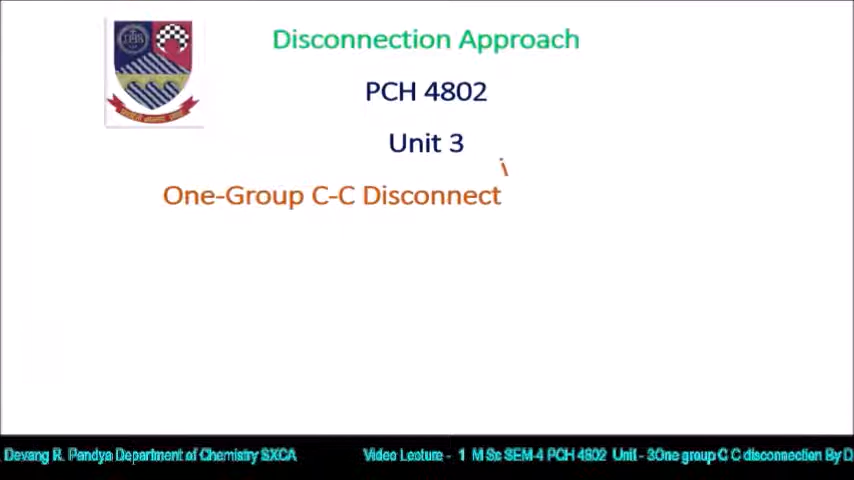 Disconnection Approach
PCH 4802
Unit 3
One-Group C-C Disconnecti
Devang R. Pandya Department of Chemistry SXCA Video Lecture - 1 M Sc SEM-4 PCH 4802 Unit - 3One group C C disconnection By D